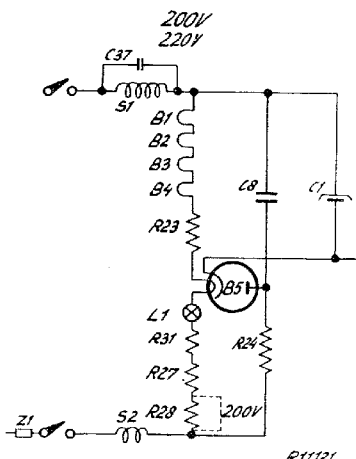 200V
220V
C37
S1
B1
B2
B3
B4
C8
C1
R23
B5
L1
R31
R24
R27
R28
200V
Z1
S2
R11121